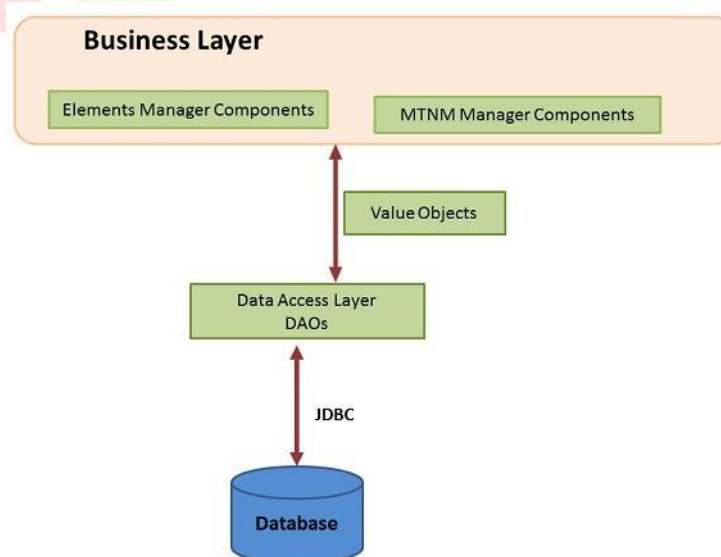 Business Layer
Elements Manager Components
MTNM Manager Components
Value Objects
Data Access Layer
DAOs
JDBC
Database